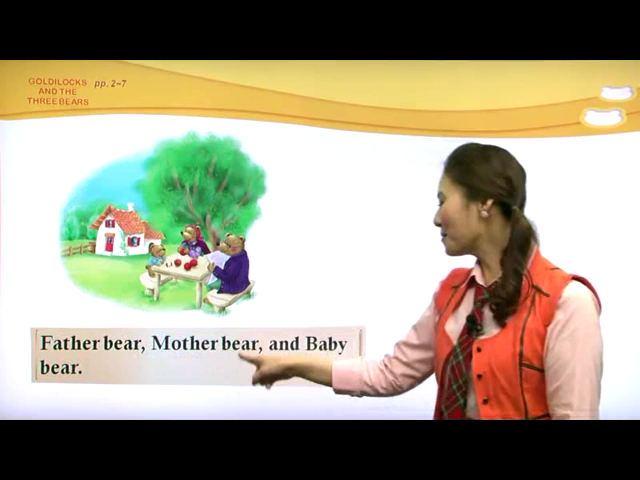 GOLDILOCKS
AND THE
THREE BEARS
pp. 2~7
Father bear, Mother bear, and Baby
bear.